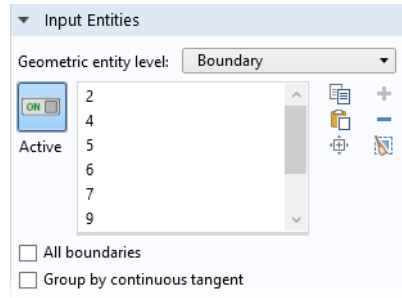 Input Entities
Geometric entity level: Boundary
ON
2
4
Active
5
6
7
9
All boundaries
Group by continuous tangent